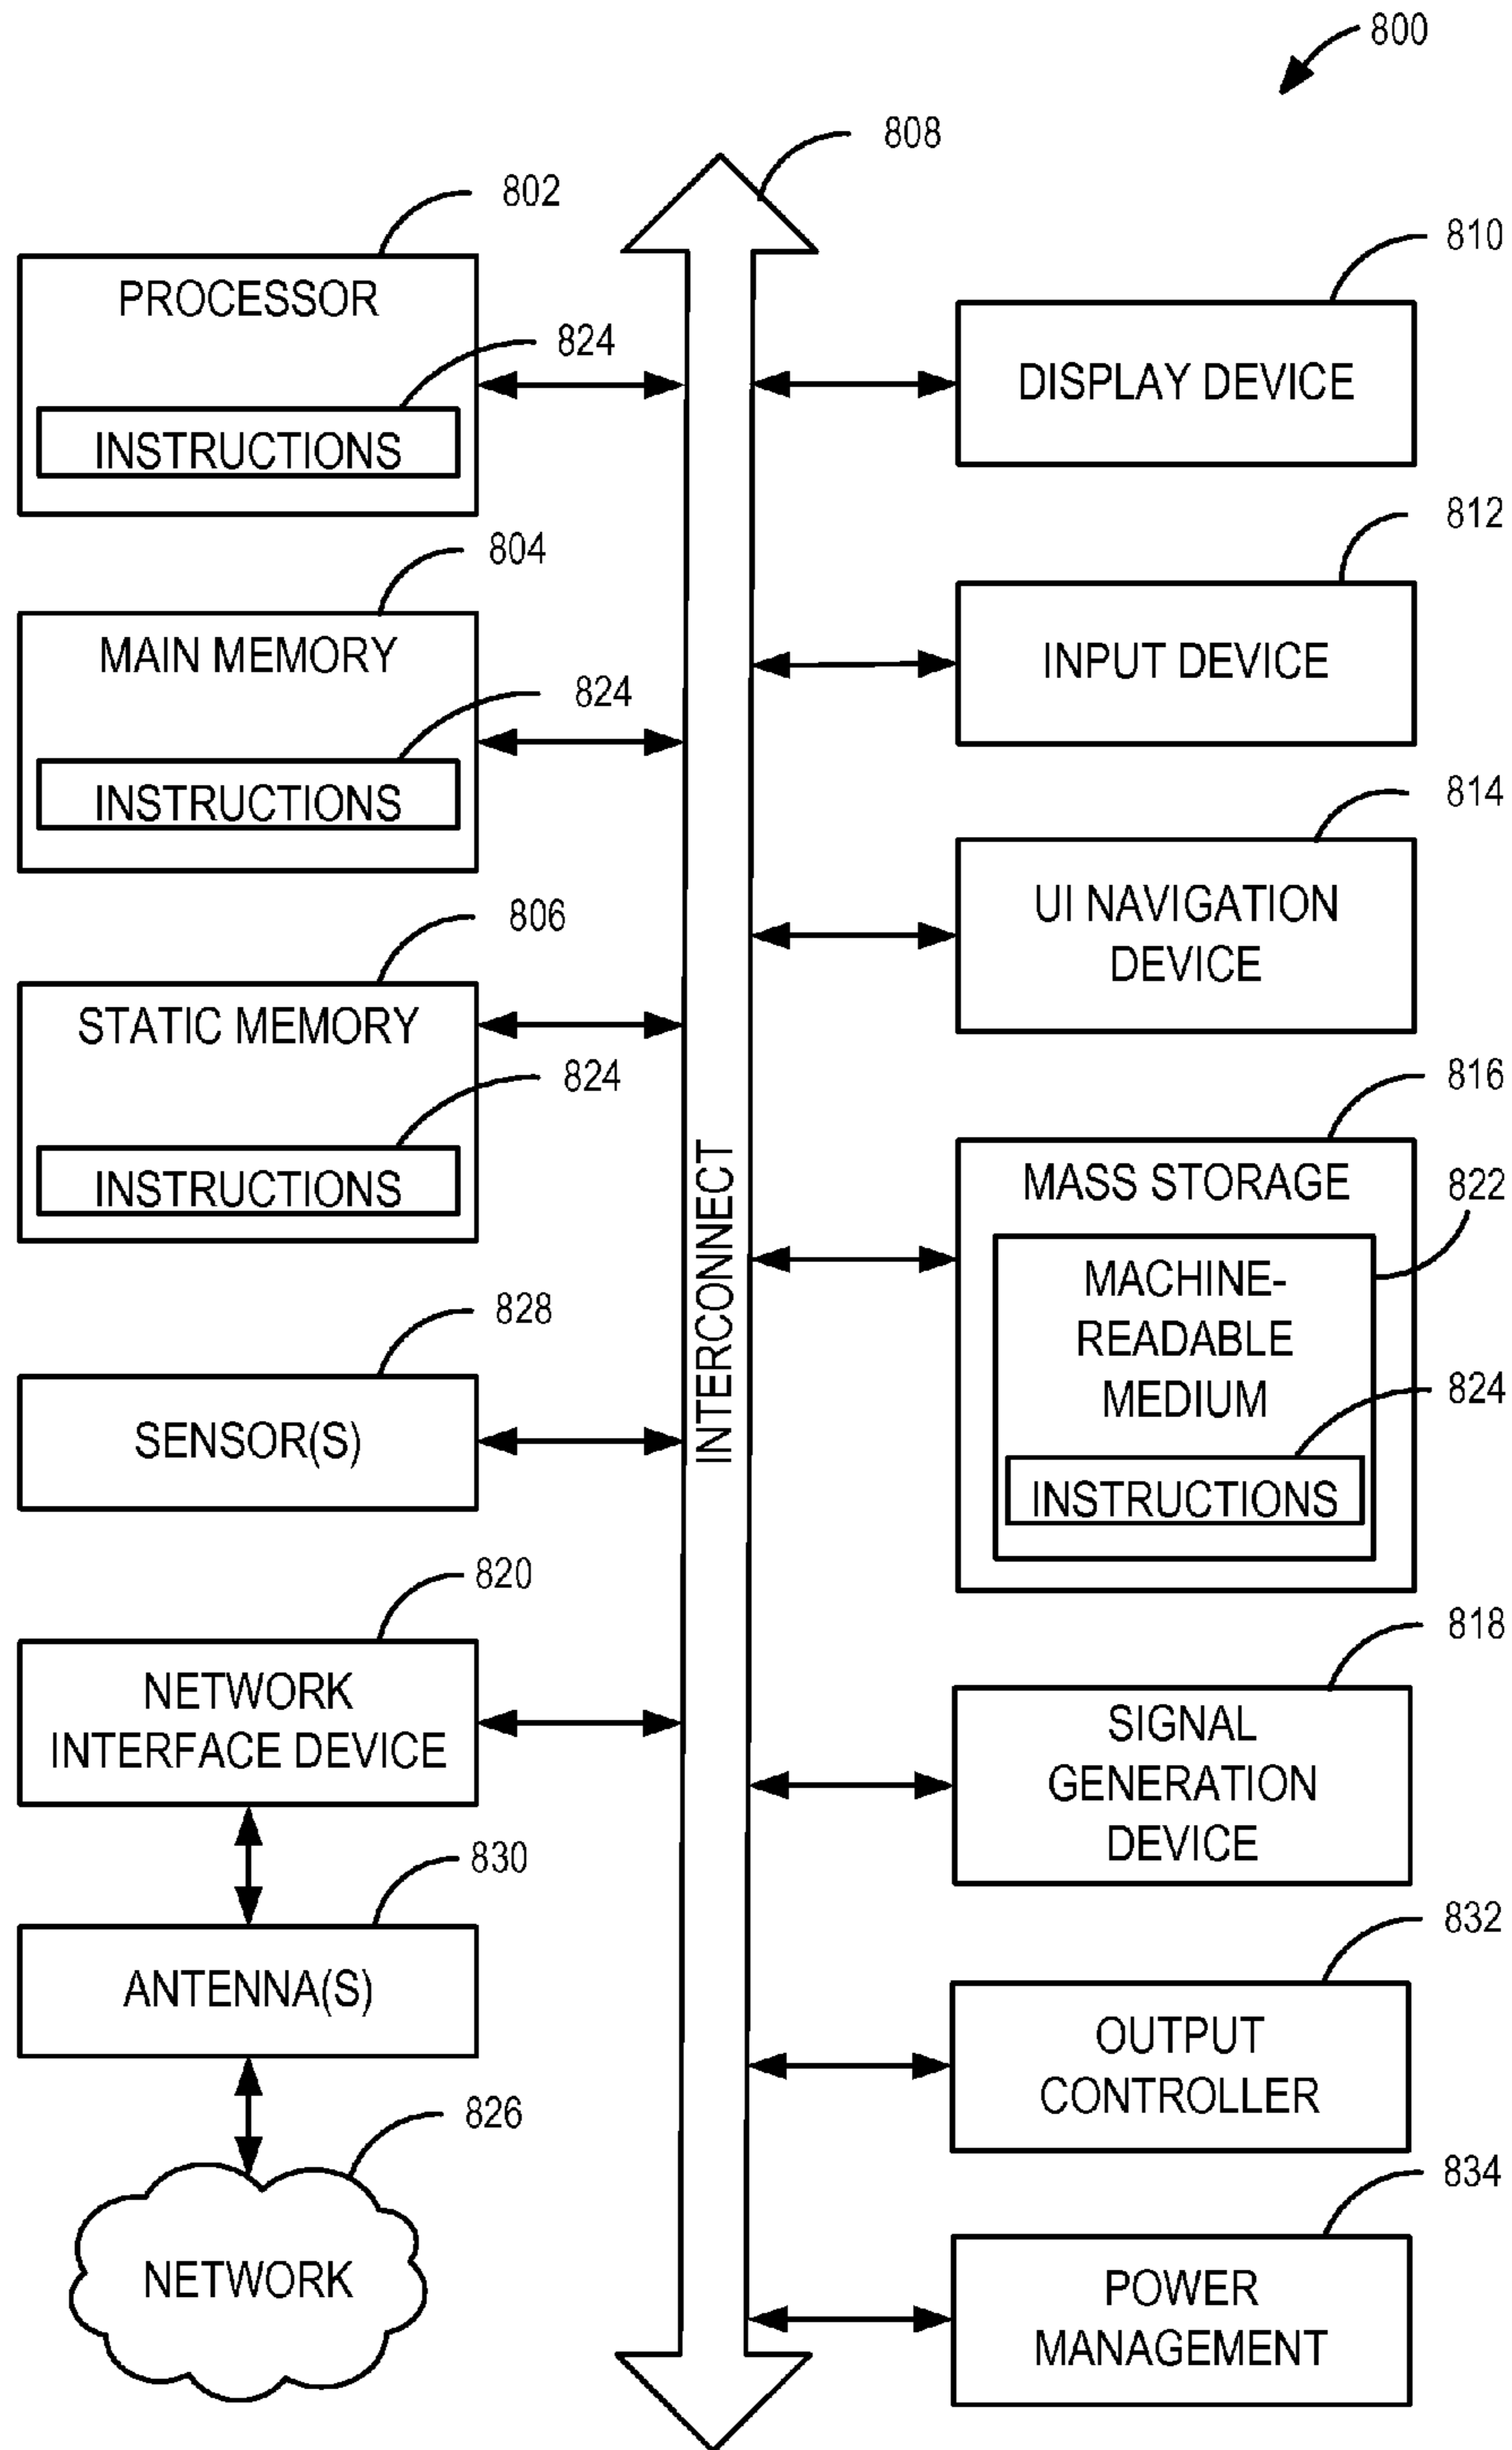 800
808
802
PROCESSOR
824
INSTRUCTIONS
804
MAIN MEMORY
824
INSTRUCTIONS
806
STATIC MEMORY
824
INSTRUCTIONS
828
SENSOR(S)
820
NETWORK
INTERFACE DEVICE
830
ANTENNA(S)
826
NETWORK
INTERCONNECT
810
DISPLAY DEVICE
812
INPUT DEVICE
814
UI NAVIGATION
DEVICE
816
MASS STORAGE
822
MACHINE-
READABLE
MEDIUM
824
INSTRUCTIONS
818
SIGNAL
GENERATION
DEVICE
832
OUTPUT
CONTROLLER
834
POWER
MANAGEMENT